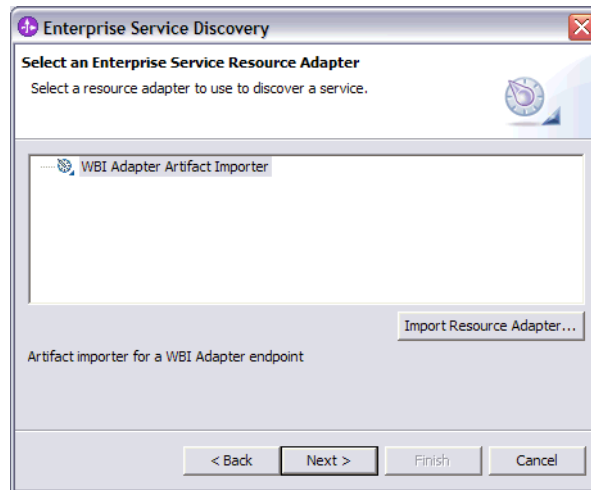 Enterprise Service Discovery
Select an Enterprise Service Resource Adapter
Select a resource adapter to use to discover a service.
WBI Adapter Artifact Importer
Import Resource Adapter...
Artifact importer for a WBI Adapter endpoint
< Back Next > Finish Cancel